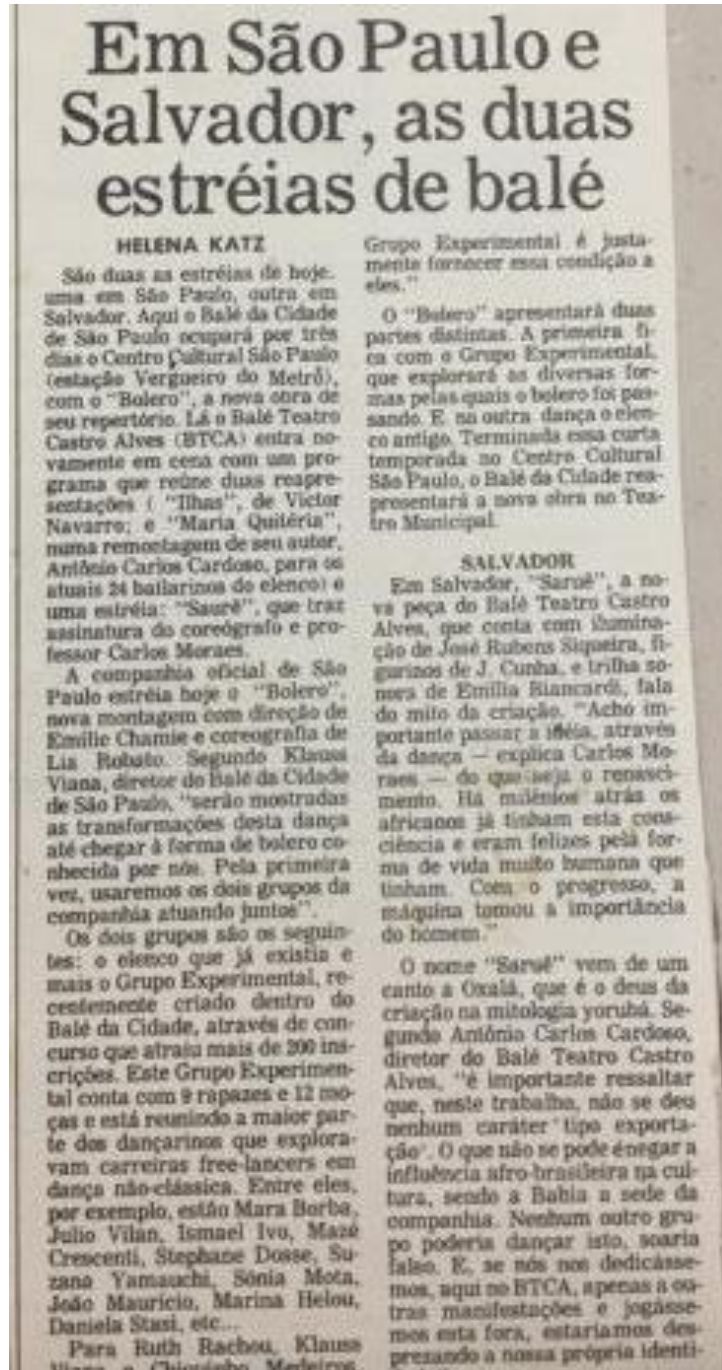 Em São Paulo e
Salvador, as duas
estréias de balé
HELENA KATZ
São duas as estréias de hoje.
uma em São Paulo, outra em
Salvador. Aqui o Balé da Cidade
de São Paulo ocupará por três
dias o Centro Cultural São Paulo
(estação Vergueiro do Metrô),
com o "Bolero", a nova obra de
seu repertório. Lá o Balé Teatro
Castro Alves (BTCA) entra no-
vamente em cena com um pro-
grama que reúne duas reapre-
sentações ( "Ilhas", de Victor
Navarro; e "Maria Quitéria",
numa remontagem de seu autor,
Antônio Carlos Cardoso, para os
atuais 24 bailarinos do elenco) e
uma estréia: "Saurê", que traz
assinatura do coreógrafo e pro-
fessor Carlos Moraes.
A companhia oficial de São
Paulo estréia hoje o "Bolero",
nova montagem com direção de
Emilie Chamie e coreografia de
Lia Robato. Segundo Klauss
Viana, diretor do Balé da Cidade
de São Paulo, "serão mostradas
as transformações desta dança
até chegar à forma de bolero co-
nhecida por nós. Pela primeira
vez, usaremos os dois grupos da
companhia atuando juntos".
Os dois grupos são os seguin-
tes: o elenco que já existia e
mais o Grupo Experimental, re-
centemente criado dentro do
Balé da Cidade, através de con-
curso que atraiu mais de 200 ins-
crições. Este Grupo Experimen-
tal conta com 9 rapazes e 12 mo-
ças e está reunindo a maior par-
te dos dançarinos que explora-
vam carreiras free-lancers em
dança não-clássica. Entre eles,
por exemplo, estão Mara Borba,
Julio Vilan, Ismael Ivo, Mazé
Crescenti, Stephane Dosse, Su-
zana Yamauchi, Sônia Mota,
João Maurício, Marina Helou,
Daniela Stasi, etc...
Para Ruth Rachou, Klauss
Medeiros,
Grupo Experimental é justa-
mente fornecer essa condição a
eles."
O "Bolero" apresentará duas
partes distintas. A primeira fi-
ca com o Grupo Experimental,
que explorará as diversas for-
mas pelas quais o bolero foi pas-
sando. E na outra dança o elen-
co antigo. Terminada essa curta
temporada no Centro Cultural
São Paulo, o Balé da Cidade rea-
presentará a nova obra no Tea-
tro Municipal.
SALVADOR
Em Salvador, "Saruê", a no-
va peça do Balé Teatro Castro
Alves, que conta com ilumina-
ção de José Rubens Siqueira, fi-
gurinos de J. Cunha, e trilha so-
nora de Emilia Biancardi, fala
do mito da criação. "Acho im-
portante passar a idéia, através
da dança — explica Carlos Mo-
raes — do que seja o renasci-
mento. Há milênios atrás os
africanos já tinham esta cons-
ciência e eram felizes pela for-
ma de vida muito humana que
tinham. Com o progresso, a
máquina tomou a importância
do homem."
O nome "Saruê" vem de um
canto a Oxalá, que é o deus da
criação na mitologia yorubá. Se-
gundo Antônio Carlos Cardoso,
diretor do Balé Teatro Castro
Alves, "é importante ressaltar
que, neste trabalho, não se deu
nenhum caráter 'tipo exporta-
ção'. O que não se pode é negar a
influência afro-brasileira na cul-
tura, sendo a Bahia a sede da
companhia. Nenhum outro gru-
po poderia dançar isto, soaria
falso. E, se nós nos dedicásse-
mos, aqui no BTCA, apenas a ou-
tras manifestações e jogásse-
mos esta fora, estaríamos des-
prezando a nossa própria identi-